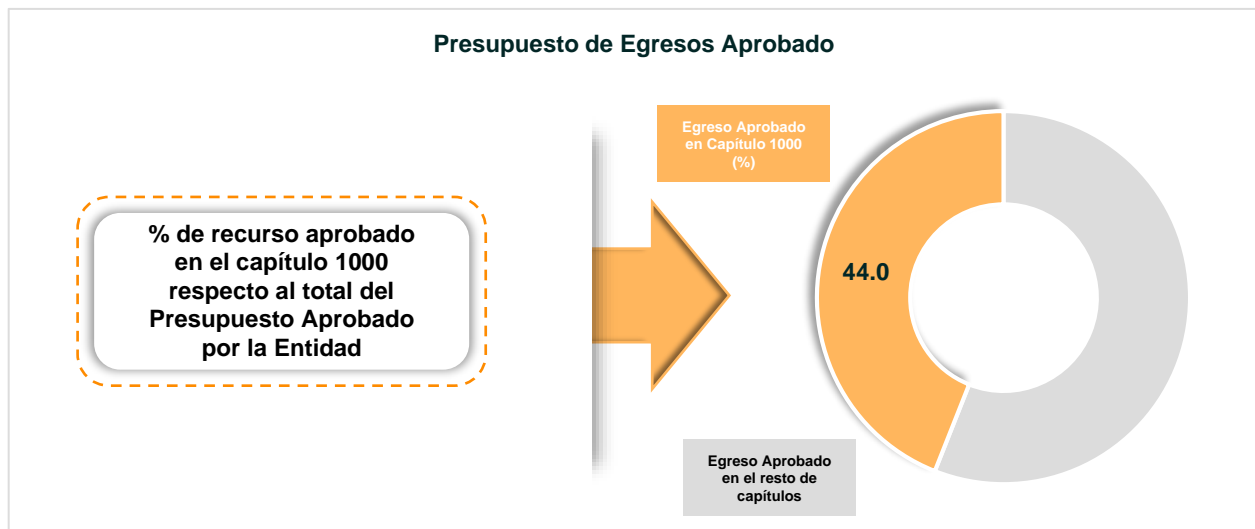 Presupuesto de Egresos Aprobado
Egreso Aprobado
en Capítulo 1000
(%)
% de recurso aprobado
en el capítulo 1000
respecto al total del
Presupuesto Aprobado
por la Entidad
44.0
Egreso Aprobado
en el resto de
capítulos